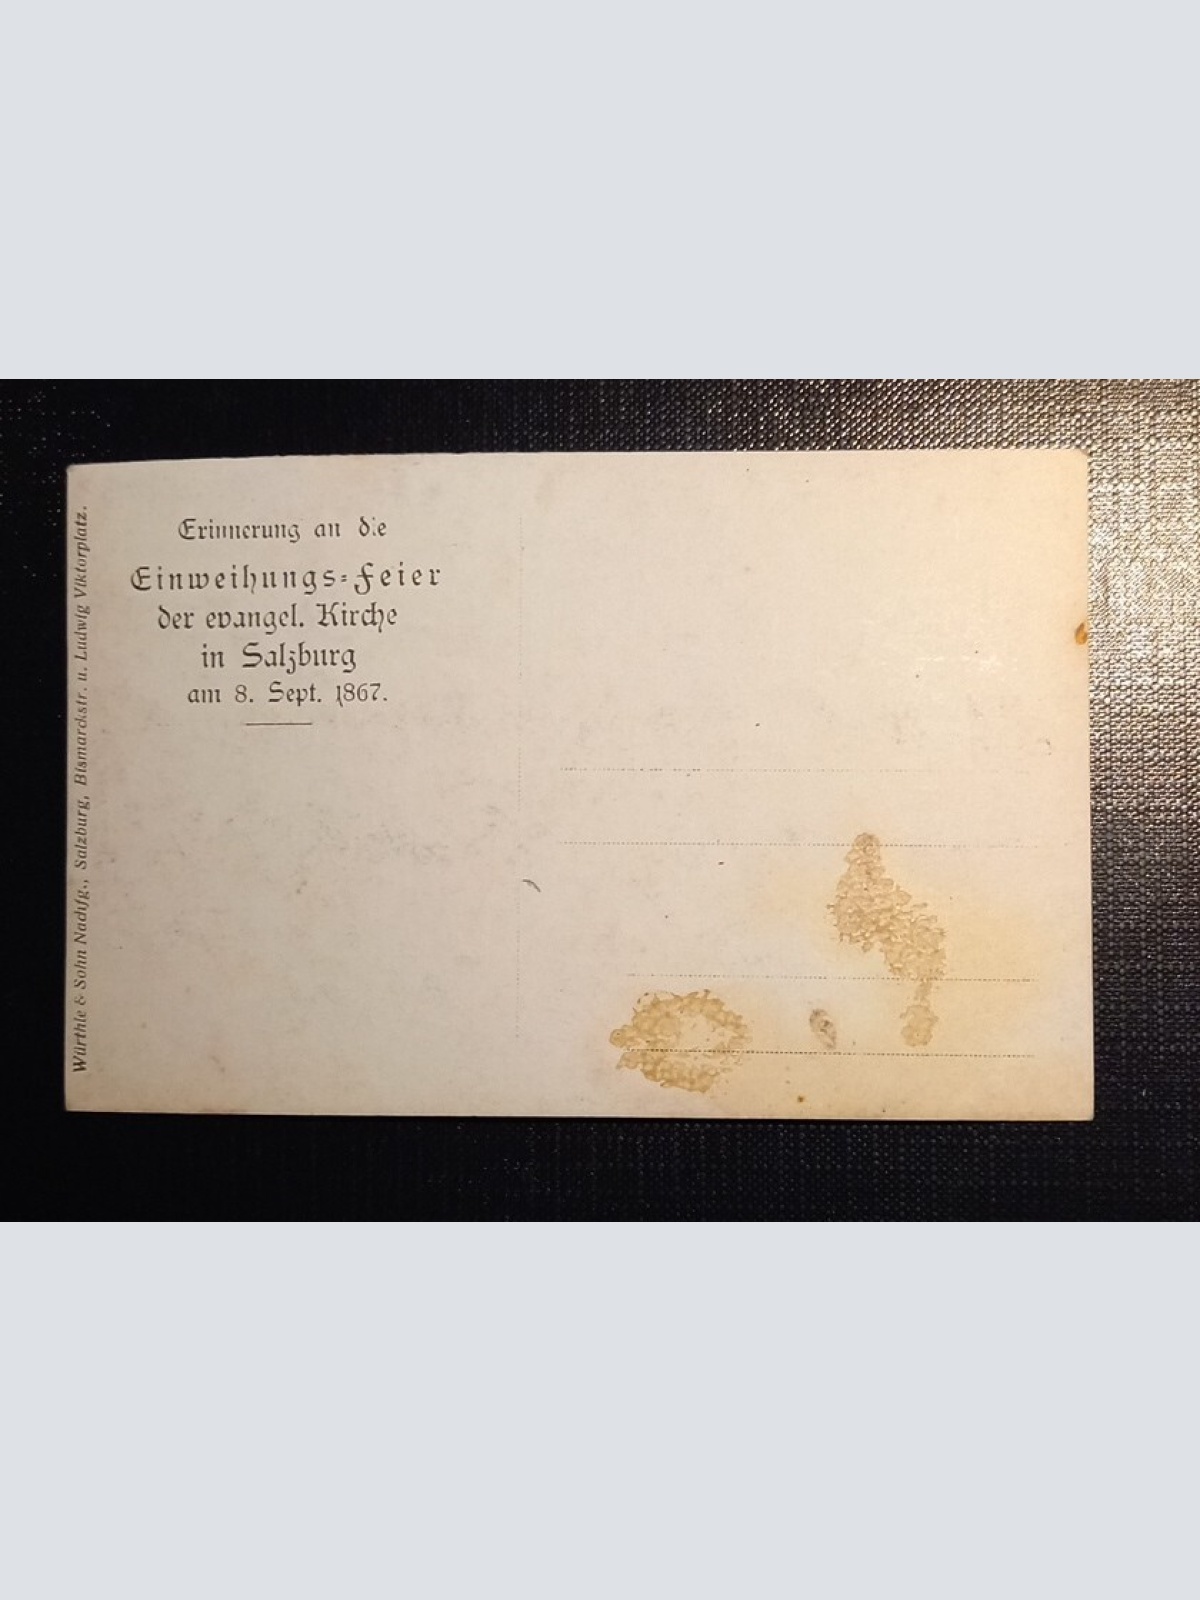 Erinnerung an die
Einweihungs-Feier
der evangel. Kirche
in Salzburg
am 8. Sept. 1867.
Würthle & Sohn Nachfg., Salzburg, Bismarckstr. u. Ludwig Viktorplatz.